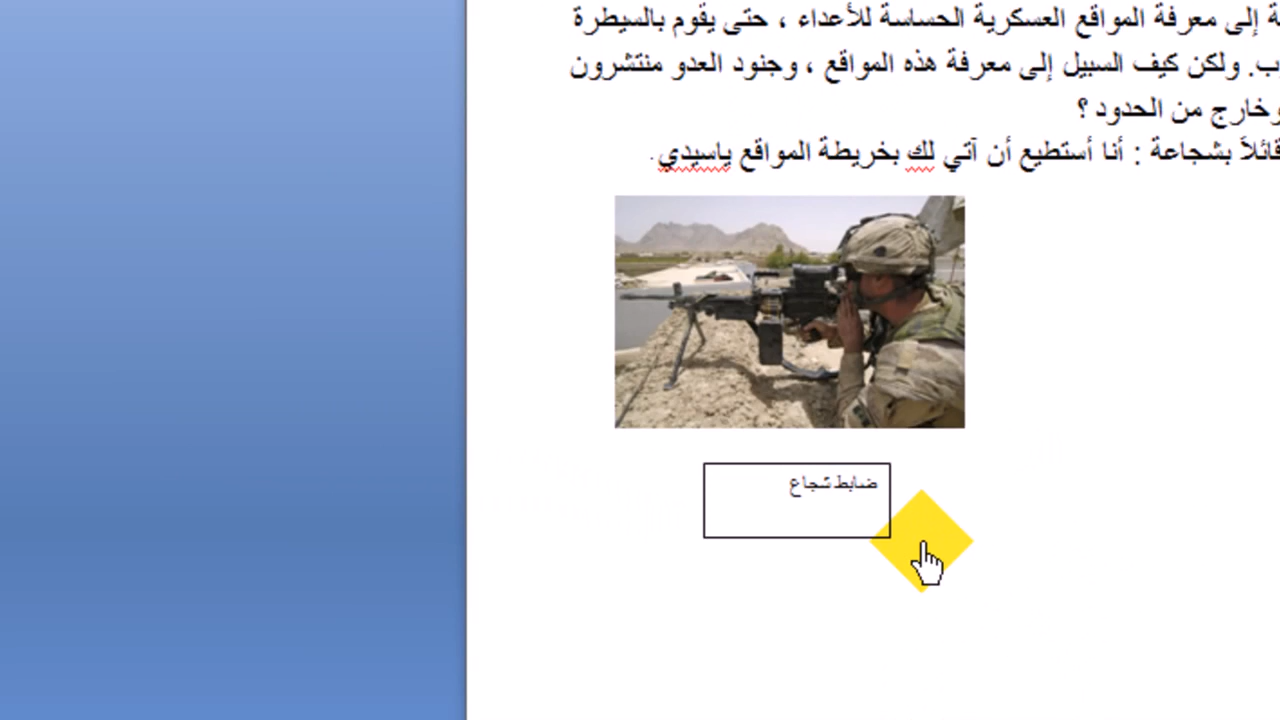 إلى معرفة المواقع العسكرية الحساسة للأعداء ، حتى يقوم بالسيطرة
ولكن كيف السبيل إلى معرفة هذه المواقع ، وجنود العدو منتشرون
وخارج من الحدود ؟
قائلاً بشجاعة : أنا أستطيع أن آتي لك بخريطة المواقع ياسيدي .
ضابط شجاع